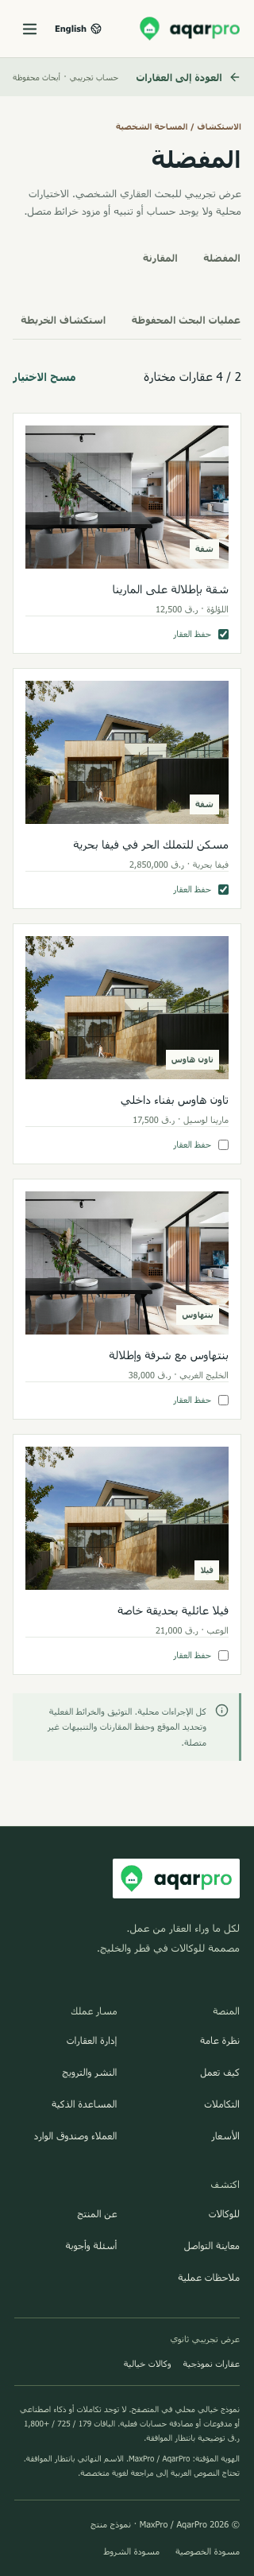 aqarpro
English
العودة إلى العقارات
حساب تجريبي · أبحاث محفوظة
الاستكشاف / المساحة الشخصية
المفضلة
عرض تجريبي للبحث العقاري الشخصي. الاختيارات
محلية ولا يوجد حساب أو تنبيه أو مزود خرائط متصل.
المفضلة
المقارنة
عمليات البحث المحفوظة
استكشاف الخريطة
2 / 4 عقارات مختارة
مسح الاختيار
شقة
شقة بإطلالة على المارينا
اللؤلؤة · ر.ق 12,500
حفظ العقار
شقة
مسكن للتملك الحر في فيفا بحرية
فيفا بحرية · ر.ق 2,850,000
حفظ العقار
تاون هاوس
تاون هاوس بفناء داخلي
مارينا لوسيل · ر.ق 17,500
حفظ العقار
بنتهاوس
بنتهاوس مع شرفة وإطلالة
الخليج الغربي · ر.ق 38,000
حفظ العقار
فيلا
فيلا عائلية بحديقة خاصة
الوعب · ر.ق 21,000
حفظ العقار
كل الإجراءات محلية. التوثيق والخرائط الفعلية
وتحديد الموقع وحفظ المقارنات والتنبيهات غير
متصلة.
aqarpro
لكل ما وراء العقار من عمل.
مصممة للوكالات في قطر والخليج.
المنصة
نظرة عامة
كيف تعمل
التكاملات
الأسعار
مسار عملك
إدارة العقارات
النشر والترويج
المساعدة الذكية
العملاء وصندوق الوارد
اكتشف
للوكالات
معاينة التواصل
ملاحظات عملية
عن المنتج
أسئلة وأجوبة
عرض تجريبي ثانوي
عقارات نموذجية
وكالات خيالية
نموذج خيالي محلي في المتصفح. لا توجد تكاملات أو ذكاء اصطناعي
أو مدفوعات أو مصادقة حسابات فعلية. الباقات 179 / 725 / +1,800
ر.ق توضيحية بانتظار الموافقة.
الهوية المؤقتة: MaxPro / AqarPro. الاسم النهائي بانتظار الموافقة.
تحتاج النصوص العربية إلى مراجعة لغوية متخصصة.
© 2026 MaxPro / AqarPro · نموذج منتج
مسودة الخصوصية
مسودة الشروط